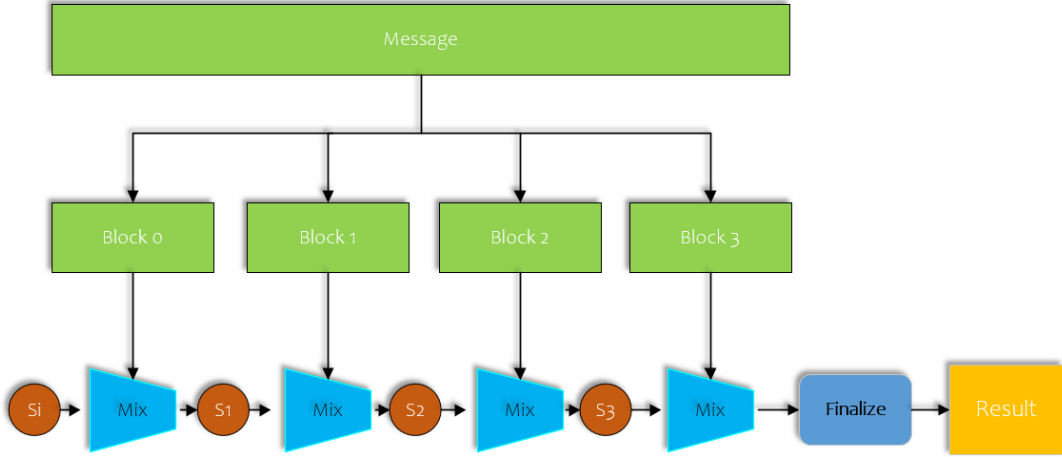 Message
Block 0
Block 1
Block 2
Block 3
Si
Mix
S1
Mix
S2
Mix
S3
Mix
Finalize
Result